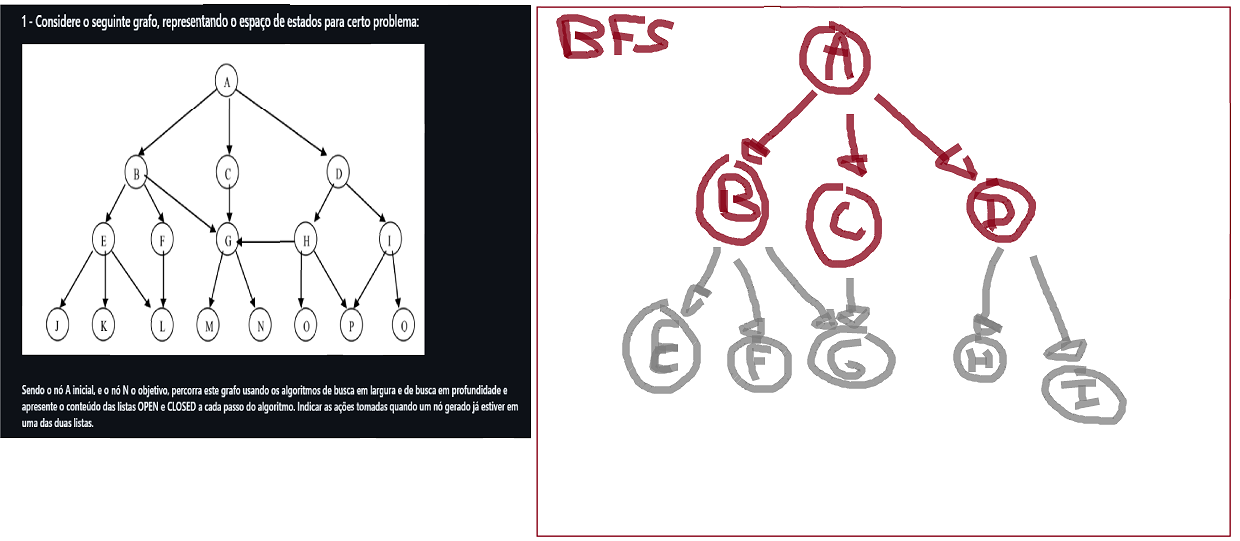 1 - Considere o seguinte grafo, representando o espaço de estados para certo problema:
A
B C D
E F G H I
J K L M N O P Q
Sendo o nó A inicial, e o nó N o objetivo, percorra este grafo usando os algoritmos de busca em largura e de busca em profundidade e
apresente o conteúdo das listas OPEN e CLOSED a cada passo do algoritmo. Indicar as ações tomadas quando um nó gerado já estiver em
uma das duas listas.
BFS
A
B C D
E F G H I